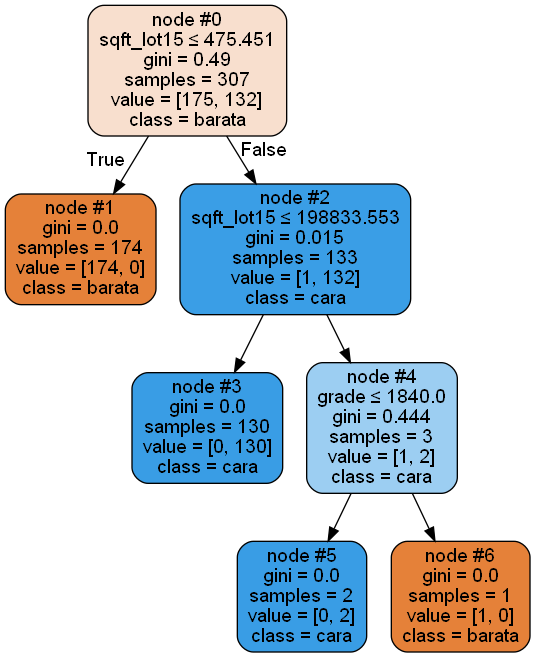 node #0
sqft_lot15 ≤ 475.451
gini = 0.49
samples = 307
value = [175, 132]
class = barata
True
False
node #1
gini = 0.0
samples = 174
value = [174, 0]
class = barata
node #2
sqft_lot15 ≤ 198833.553
gini = 0.015
samples = 133
value = [1, 132]
class = cara
node #3
gini = 0.0
samples = 130
value = [0, 130]
class = cara
node #4
grade ≤ 1840.0
gini = 0.444
samples = 3
value = [1, 2]
class = cara
node #5
gini = 0.0
samples = 2
value = [0, 2]
class = cara
node #6
gini = 0.0
samples = 1
value = [1, 0]
class = barata